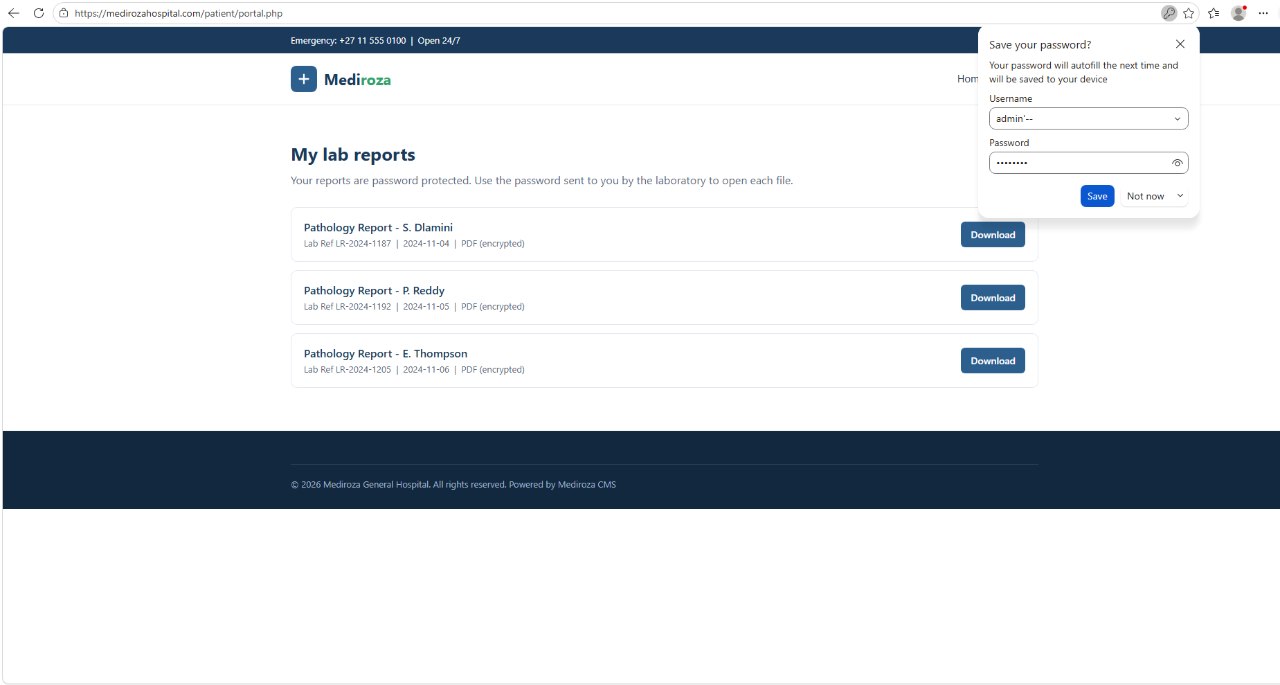 https://medirozahospital.com/patient/portal.php
Emergency: +27 11 555 0100 | Open 24/7
Mediroza
Hom
Save your password?
Your password will autofill the next time and
will be saved to your device
Username
admin'--
Password
••••••••
Save
Not now
My lab reports
Your reports are password protected. Use the password sent to you by the laboratory to open each file.
Pathology Report - S. Dlamini
Lab Ref LR-2024-1187 | 2024-11-04 | PDF (encrypted)
Download
Pathology Report - P. Reddy
Lab Ref LR-2024-1192 | 2024-11-05 | PDF (encrypted)
Download
Pathology Report - E. Thompson
Lab Ref LR-2024-1205 | 2024-11-06 | PDF (encrypted)
Download
© 2026 Mediroza General Hospital. All rights reserved. Powered by Mediroza CMS